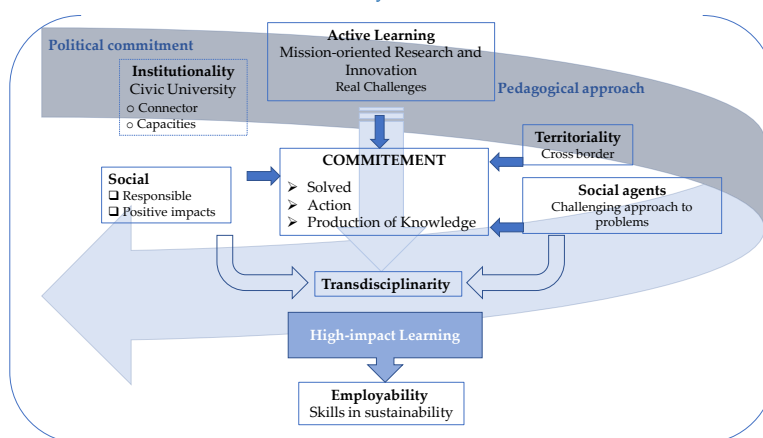 Political commitment
Active Learning
Mission-oriented Research and
Innovation
Real Challenges
Institutionality
Civic University
o Connector
o Capacities
Pedagogical approach
Territoriality
Cross border
COMMITEMENT
➢ Solved
➢ Action
➢ Production of Knowledge
Social
❑ Responsible
❑ Positive impacts
Social agents
Challenging approach to
problems
Transdisciplinarity
High-impact Learning
Employability
Skills in sustainability